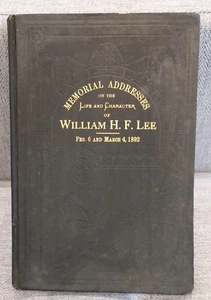 MEMORIAL ADDRESSES
ON THE
LIFE AND CHARACTER
OF
WILLIAM H. F. LEE
FEB. 6 AND MARCH 4, 1892